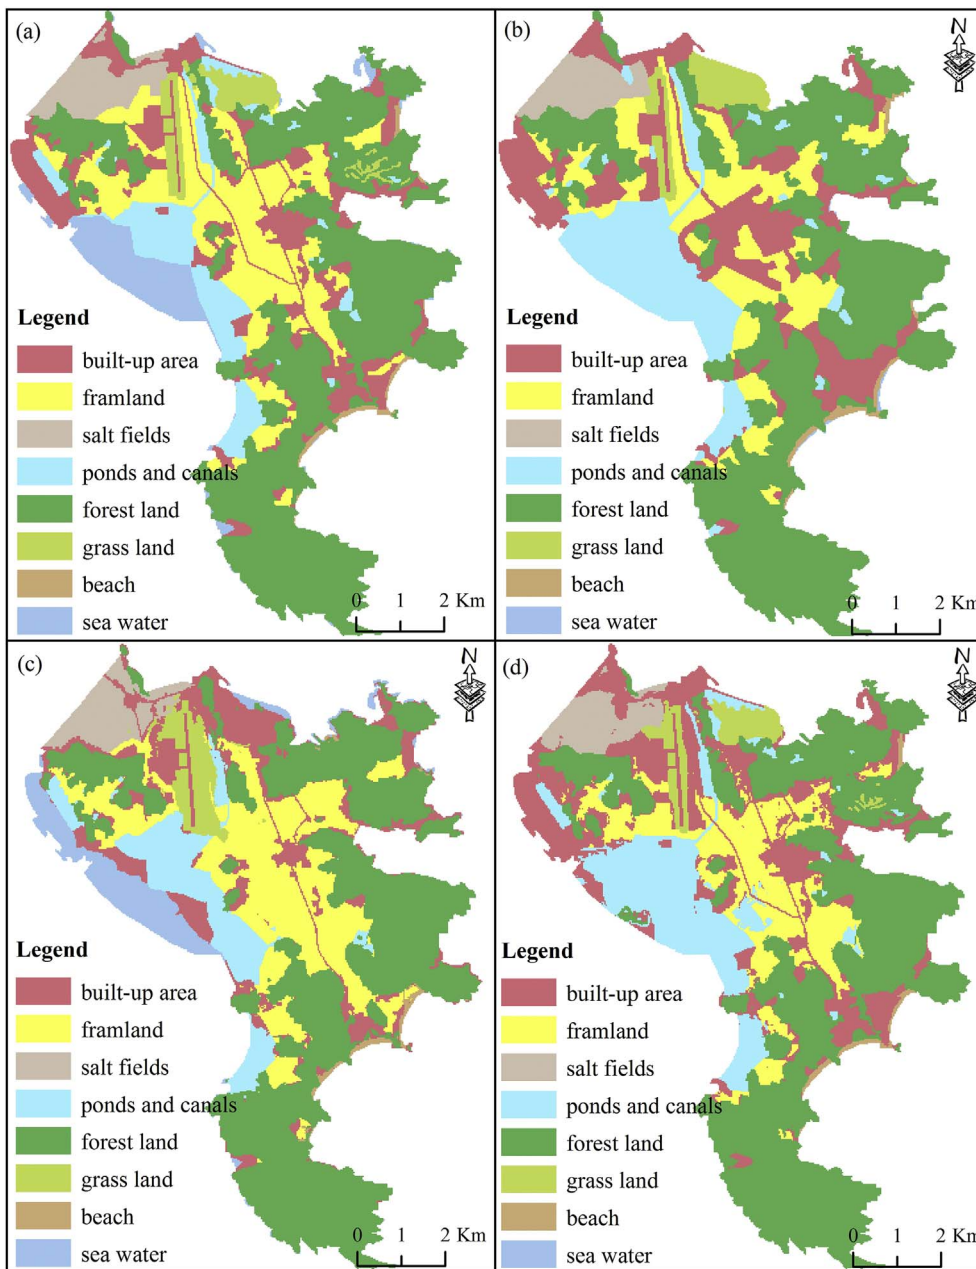 (a)
Legend
built-up area
framland
salt fields
ponds and canals
forest land
grass land
beach
sea water
0 1 2 Km
(b)
N
Legend
built-up area
framland
salt fields
ponds and canals
forest land
grass land
beach
sea water
0 1 2 Km
(c)
N
Legend
built-up area
framland
salt fields
ponds and canals
forest land
grass land
beach
sea water
0 1 2 Km
(d)
N
Legend
built-up area
framland
salt fields
ponds and canals
forest land
grass land
beach
sea water
0 1 2 Km